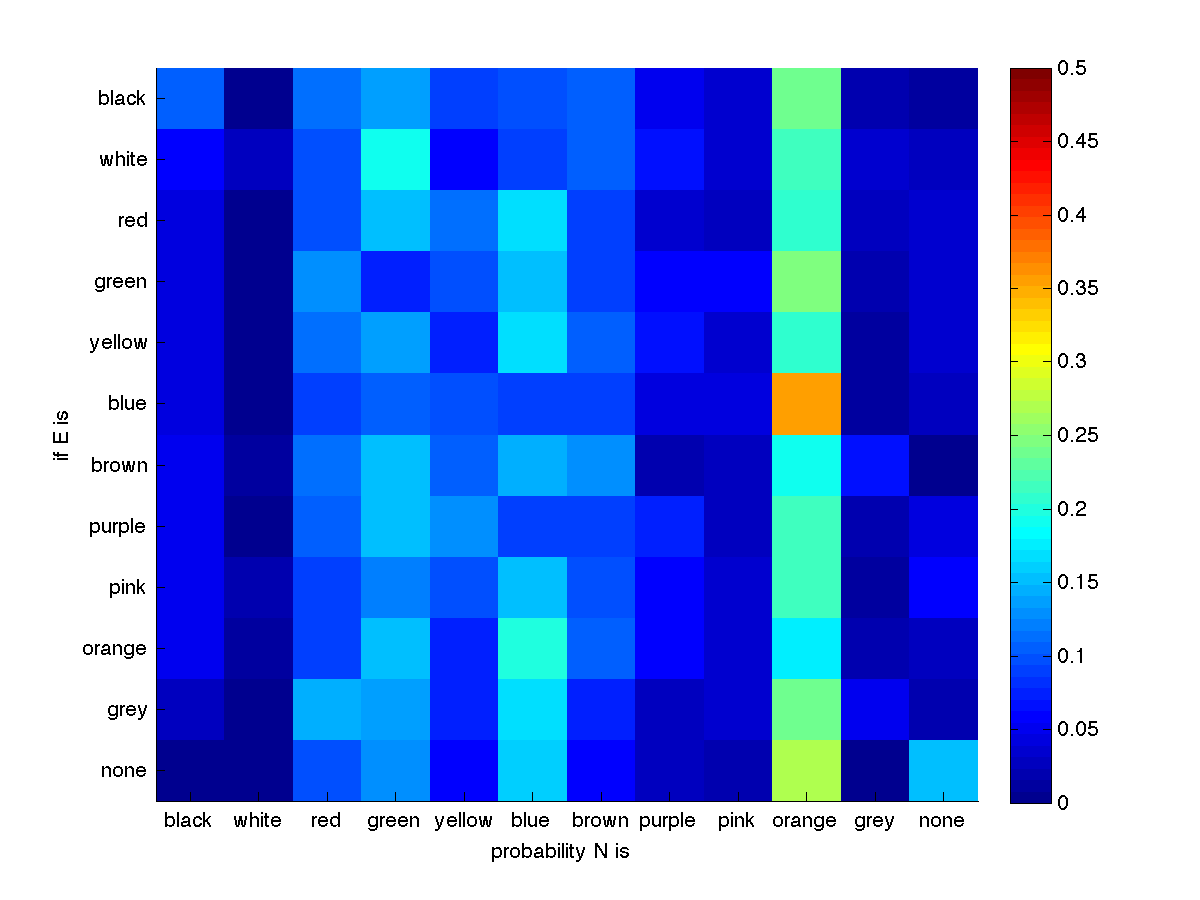 black
white
red
green
yellow
blue
brown
purple
pink
orange
grey
none
if E is
black white red green yellow blue brown purple pink orange grey none
probability N is
0.5
0.45
0.4
0.35
0.3
0.25
0.2
0.15
0.1
0.05
0